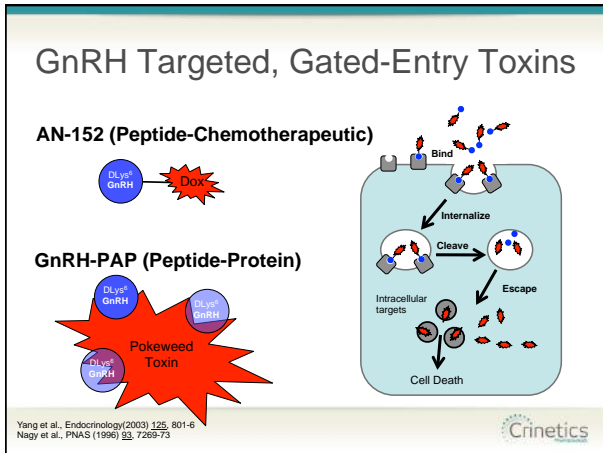 GnRH Targeted, Gated-Entry Toxins
AN-152 (Peptide-Chemotherapeutic)
DLys⁶
GnRH
Dox
GnRH-PAP (Peptide-Protein)
DLys⁶
GnRH
DLys⁶
GnRH
DLys⁶
GnRH
Pokeweed
Toxin
Bind
Internalize
Cleave
Escape
Intracellular
targets
Cell Death
Yang et al., Endocrinology(2003) 125, 801-6
Nagy et al., PNAS (1996) 93, 7269-73
Crinetics